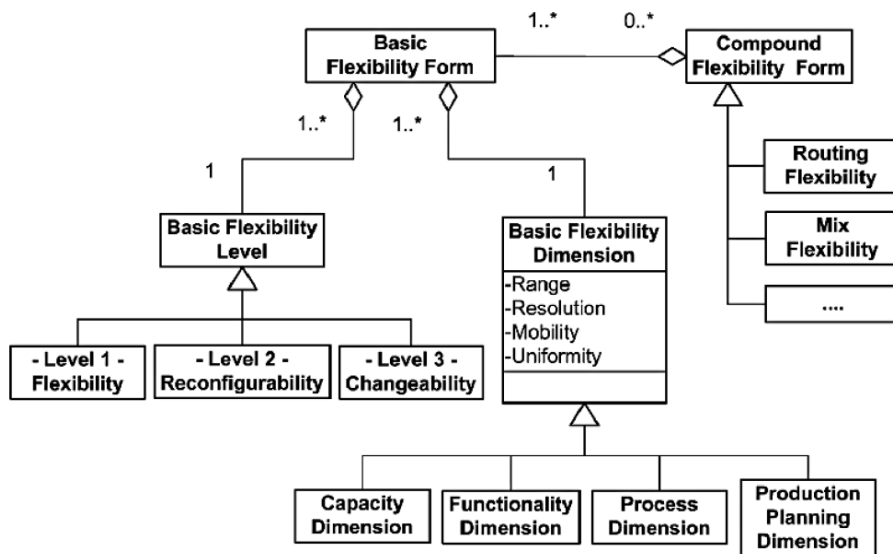 1..*
0..*
Basic
Flexibility Form
Compound
Flexibility Form
1..*
1..*
1
1
Routing
Flexibility
Basic Flexibility
Level
Basic Flexibility
Dimension
Mix
Flexibility
-Range
-Resolution
-Mobility
-Uniformity
....
- Level 1 -
Flexibility
- Level 2 -
Reconfigurability
- Level 3 -
Changeability
Capacity
Dimension
Functionality
Dimension
Process
Dimension
Production
Planning
Dimension